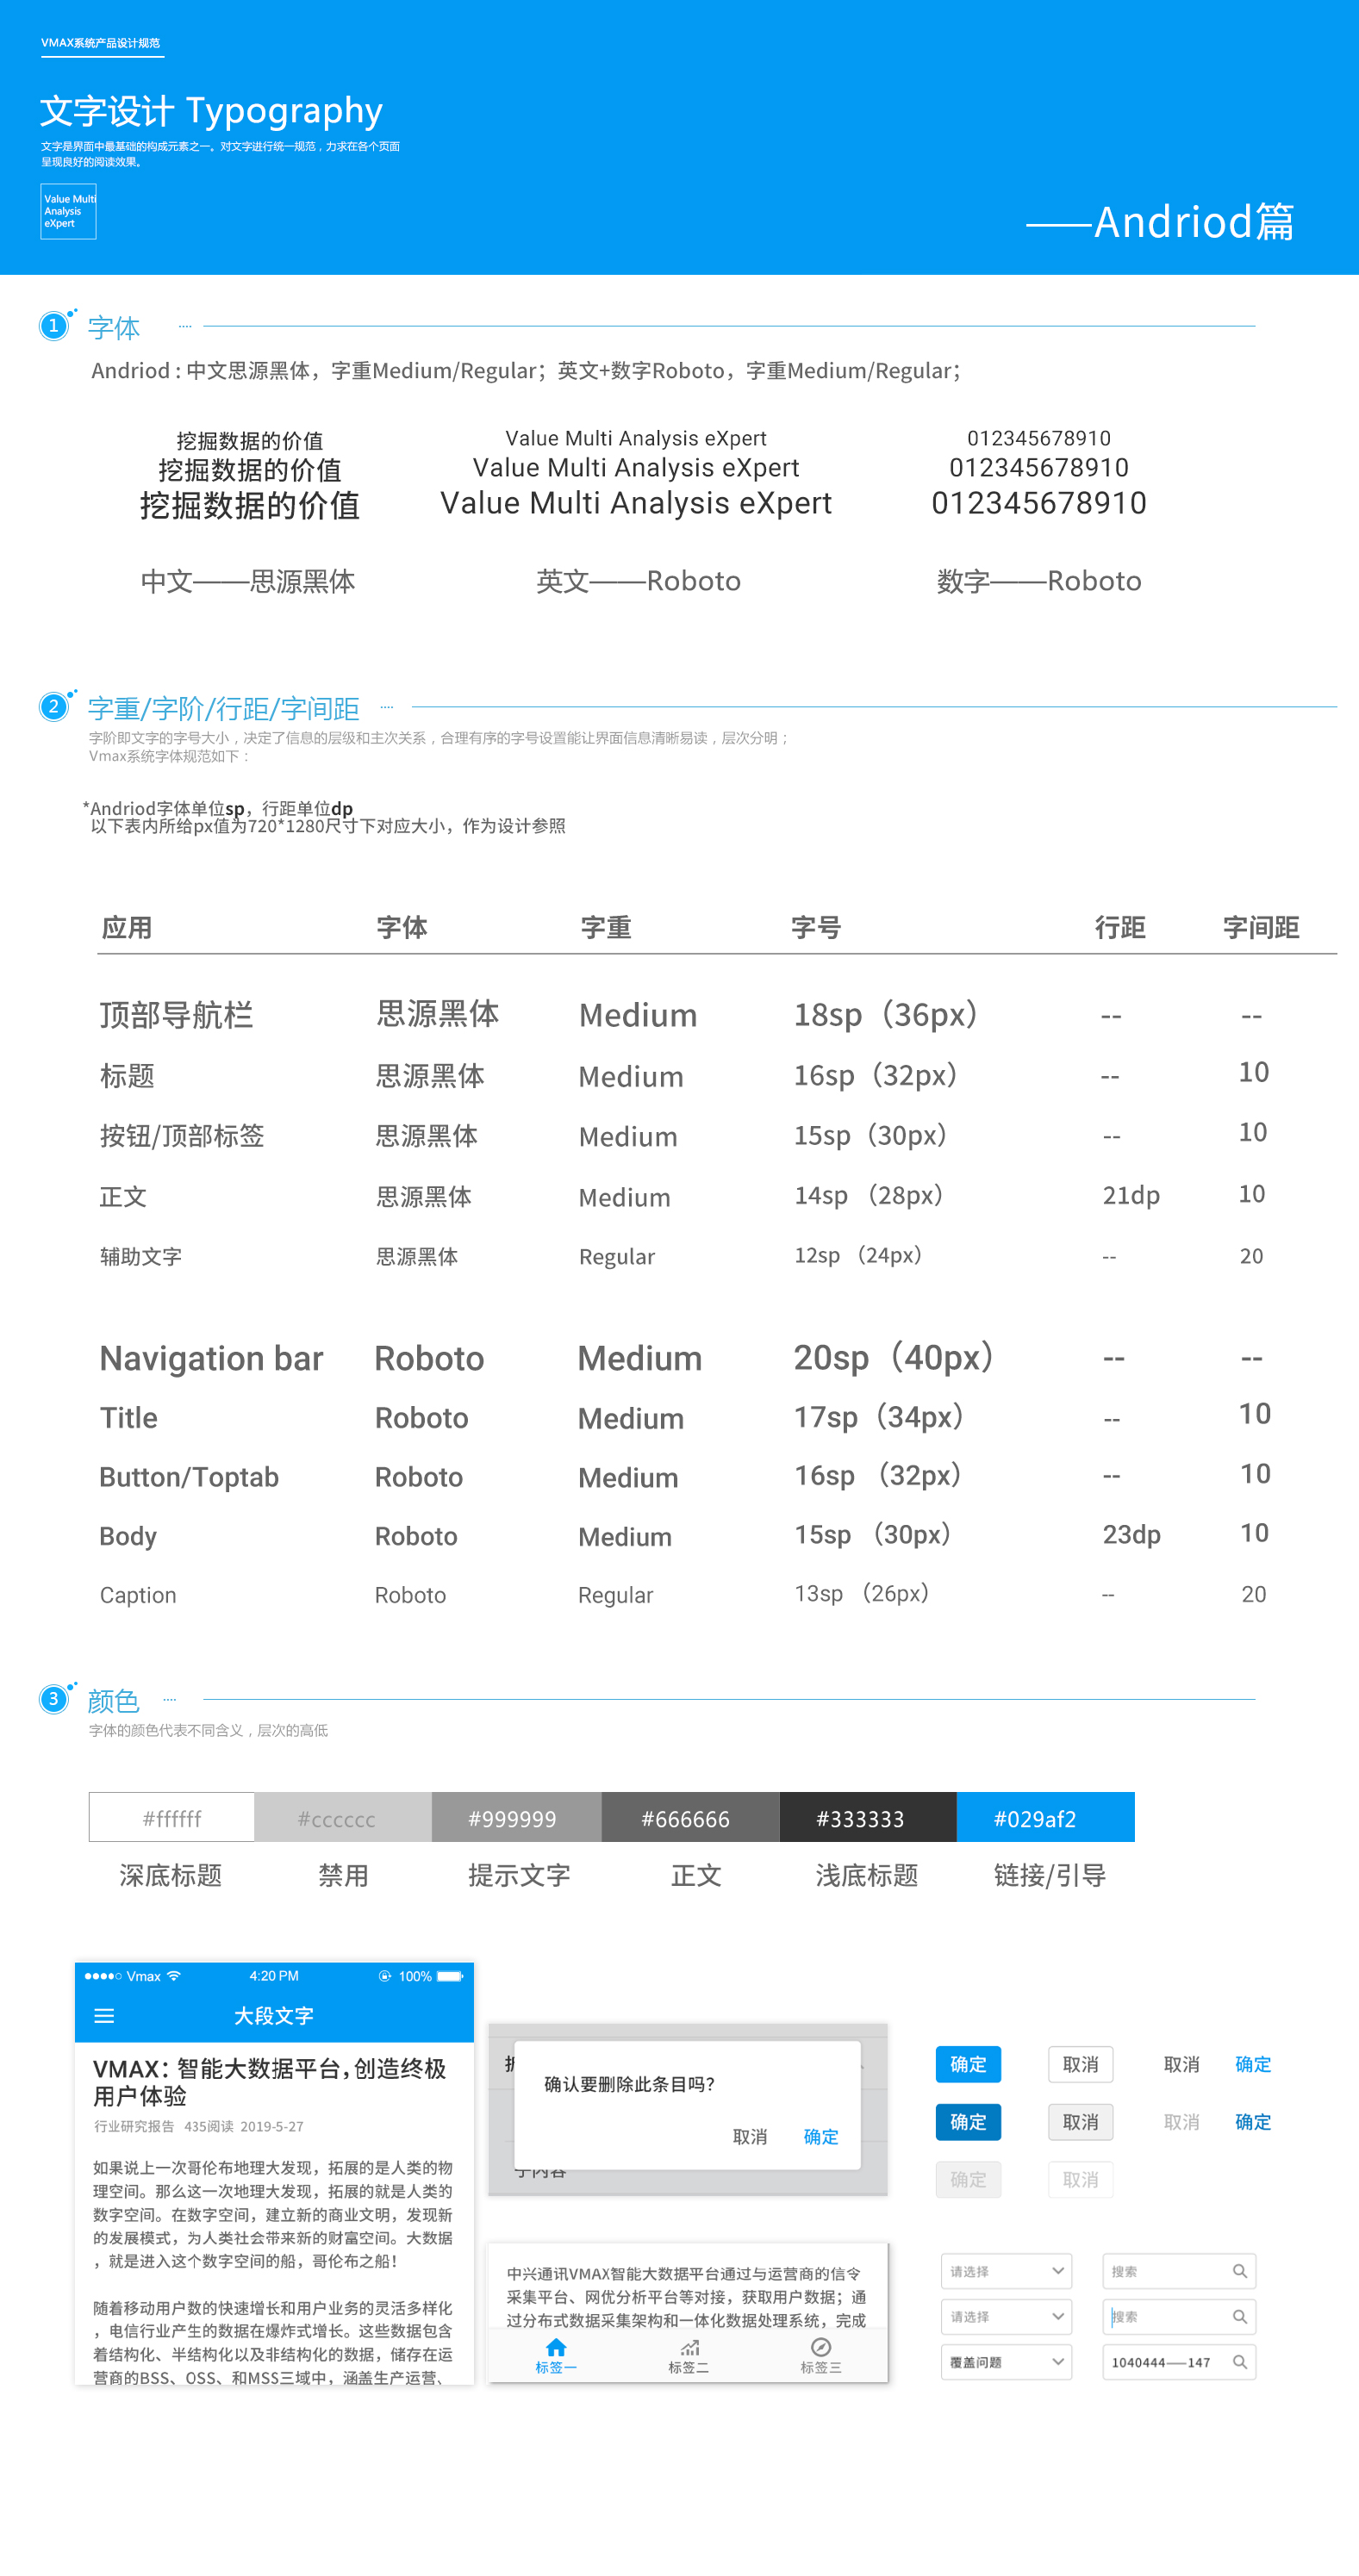 VMAX系统产品设计规范
文字设计 Typography
文字是界面中最基础的构成元素之一。对文字进行统一规范，力求在各个页面
呈现良好的阅读效果。
Value Multi
Analysis
eXpert
——Andriod篇
1 字体
Andriod : 中文思源黑体，字重Medium/Regular；英文+数字Roboto，字重Medium/Regular；
挖掘数据的价值 Value Multi Analysis eXpert 012345678910
挖掘数据的价值 Value Multi Analysis eXpert 012345678910
挖掘数据的价值 Value Multi Analysis eXpert 012345678910
中文——思源黑体 英文——Roboto 数字——Roboto
2 字重/字阶/行距/字间距
字阶即文字的字号大小，决定了信息的层级和主次关系，合理有序的字号设置能让界面信息清晰易读，层次分明；
Vmax系统字体规范如下：
*Andriod字体单位sp，行距单位dp
以下表内所给px值为720*1280尺寸下对应大小，作为设计参照
应用 字体 字重 字号 行距 字间距
顶部导航栏 思源黑体 Medium 18sp（36px） -- --
标题 思源黑体 Medium 16sp（32px） -- 10
按钮/顶部标签 思源黑体 Medium 15sp（30px） -- 10
正文 思源黑体 Medium 14sp （28px） 21dp 10
辅助文字 思源黑体 Regular 12sp （24px） -- 20
Navigation bar Roboto Medium 20sp（40px） -- --
Title Roboto Medium 17sp（34px） -- 10
Button/Toptab Roboto Medium 16sp （32px） -- 10
Body Roboto Medium 15sp （30px） 23dp 10
Caption Roboto Regular 13sp （26px） -- 20
3 颜色
字体的颜色代表不同含义，层次的高低
#ffffff #cccccc #999999 #666666 #333333 #029af2
深底标题 禁用 提示文字 正文 浅底标题 链接/引导
Vmax 4:20 PM 100%
大段文字
VMAX：智能大数据平台，创造终极
用户体验
行业研究报告 435阅读 2019-5-27
如果说上一次哥伦布地理大发现，拓展的是人类的物
理空间。那么这一次地理大发现，拓展的就是人类的
数字空间。在数字空间，建立新的商业文明，发现新
的发展模式，为人类社会带来新的财富空间。大数据
，就是进入这个数字空间的船，哥伦布之船！
随着移动用户数的快速增长和用户业务的灵活多样化
，电信行业产生的数据在爆炸式增长。这些数据包含
着结构化、半结构化以及非结构化的数据，储存在运
营商的BSS、OSS、和MSS三域中，涵盖生产运营、
确认要删除此条目吗？
取消 确定
内容
中兴通讯VMAX智能大数据平台通过与运营商的信令
采集平台、网优分析平台等对接，获取用户数据；通
过分布式数据采集架构和一体化数据处理系统，完成
标签一 标签二 标签三
确定 取消 取消 确定
确定 取消 取消 确定
确定 取消
请选择 搜索
请选择 搜索
覆盖问题 1040444——147